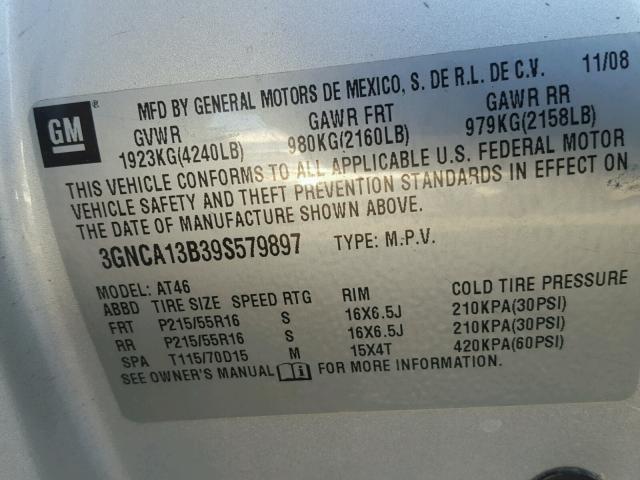 MFD BY GENERAL MOTORS DE MEXICO, S. DE R.L. DE C.V. 11/08
GM ®
GVWR GAWR FRT GAWR RR
1923KG(4240LB) 980KG(2160LB) 979KG(2158LB)
THIS VEHICLE CONFORMS TO ALL APPLICABLE U.S. FEDERAL MOTOR
VEHICLE SAFETY AND THEFT PREVENTION STANDARDS IN EFFECT ON
THE DATE OF MANUFACTURE SHOWN ABOVE.
3GNCA13B39S579897 TYPE: M.P.V.
MODEL: AT46
ABBD TIRE SIZE SPEED RTG RIM COLD TIRE PRESSURE
FRT P215/55R16 S 16X6.5J 210KPA(30PSI)
RR P215/55R16 S 16X6.5J 210KPA(30PSI)
SPA T115/70D15 M 15X4T 420KPA(60PSI)
SEE OWNER'S MANUAL FOR MORE INFORMATION.